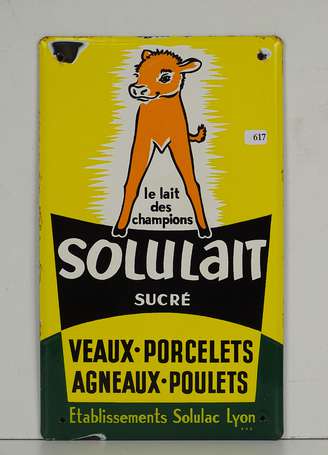 617
le lait
des
champions
SOLULAIT
SUCRÉ
VEAUX·PORCELETS
AGNEAUX·POULETS
Etablissements Solulac Lyon